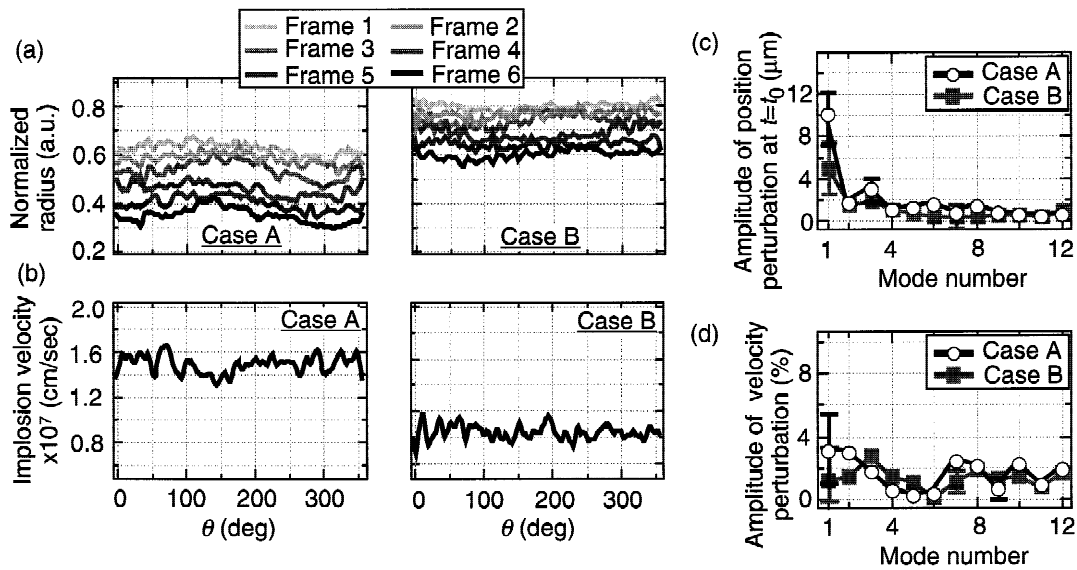 Frame 1 Frame 2
Frame 3 Frame 4
Frame 5 Frame 6
(a)
Normalized
radius (a.u.)
0.8
0.6
0.4
0.2
Case A
Case B
(b)
Implosion velocity
x10⁷ (cm/sec)
2.0
1.6
1.2
0.8
Case A
Case B
0 100 200 300
θ (deg)
0 100 200 300
θ (deg)
(c)
Amplitude of position
perturbation at t=t₀ (μm)
12
8
4
0
Case A
Case B
1 4 8 12
Mode number
(d)
Amplitude of velocity
perturbation (%)
8
4
0
Case A
Case B
1 4 8 12
Mode number